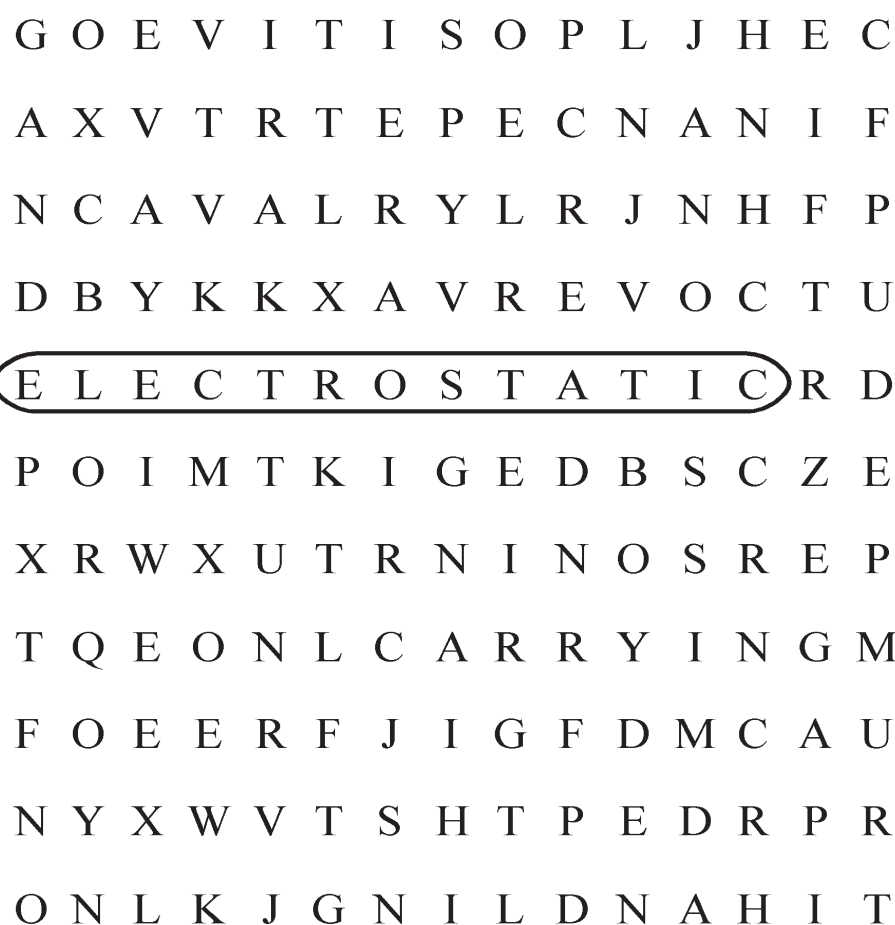 G O E V I T I S O P L J H E C
A X V T R T E P E C N A N I F
N C A V A L R Y L R J N H F P
D B Y K K X A V R E V O C T U
E L E C T R O S T A T I C R D
P O I M T K I G E D B S C Z E
X R W X U T R N I N O S R E P
T Q E O N L C A R R Y I N G M
F O E E R F J I G F D M C A U
N Y X W V T S H T P E D R P R
O N L K J G N I L D N A H I T